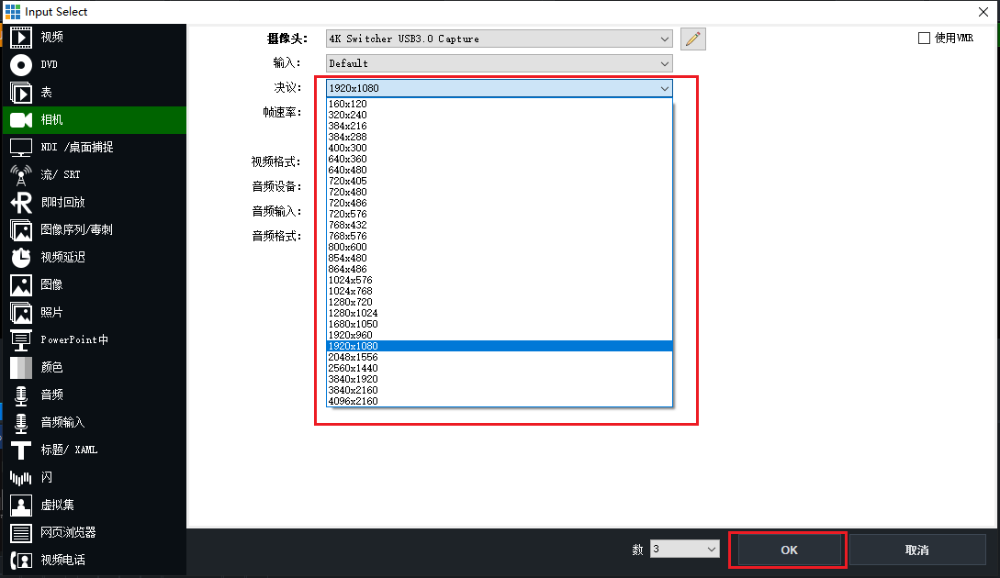 Input Select
视频
DVD
表
相机
NDI /桌面捕捉
流/ SRT
即时回放
图像序列/毒刺
视频延迟
图像
照片
PowerPoint中
颜色
音频
音频输入
标题/ XAML
闪
虚拟集
网页浏览器
视频电话
摄像头:
4K Switcher USB3.0 Capture
使用VMR
输入:
Default
决议:
1920x1080
帧速率:
视频格式:
音频设备:
音频输入:
音频格式:
160x120
320x240
384x216
384x288
400x300
640x360
640x480
720x405
720x480
720x486
720x576
768x432
768x576
800x600
854x480
864x486
1024x576
1024x768
1280x720
1280x1024
1680x1050
1920x960
1920x1080
2048x1556
2560x1440
3840x1920
3840x2160
4096x2160
数
3
OK
取消